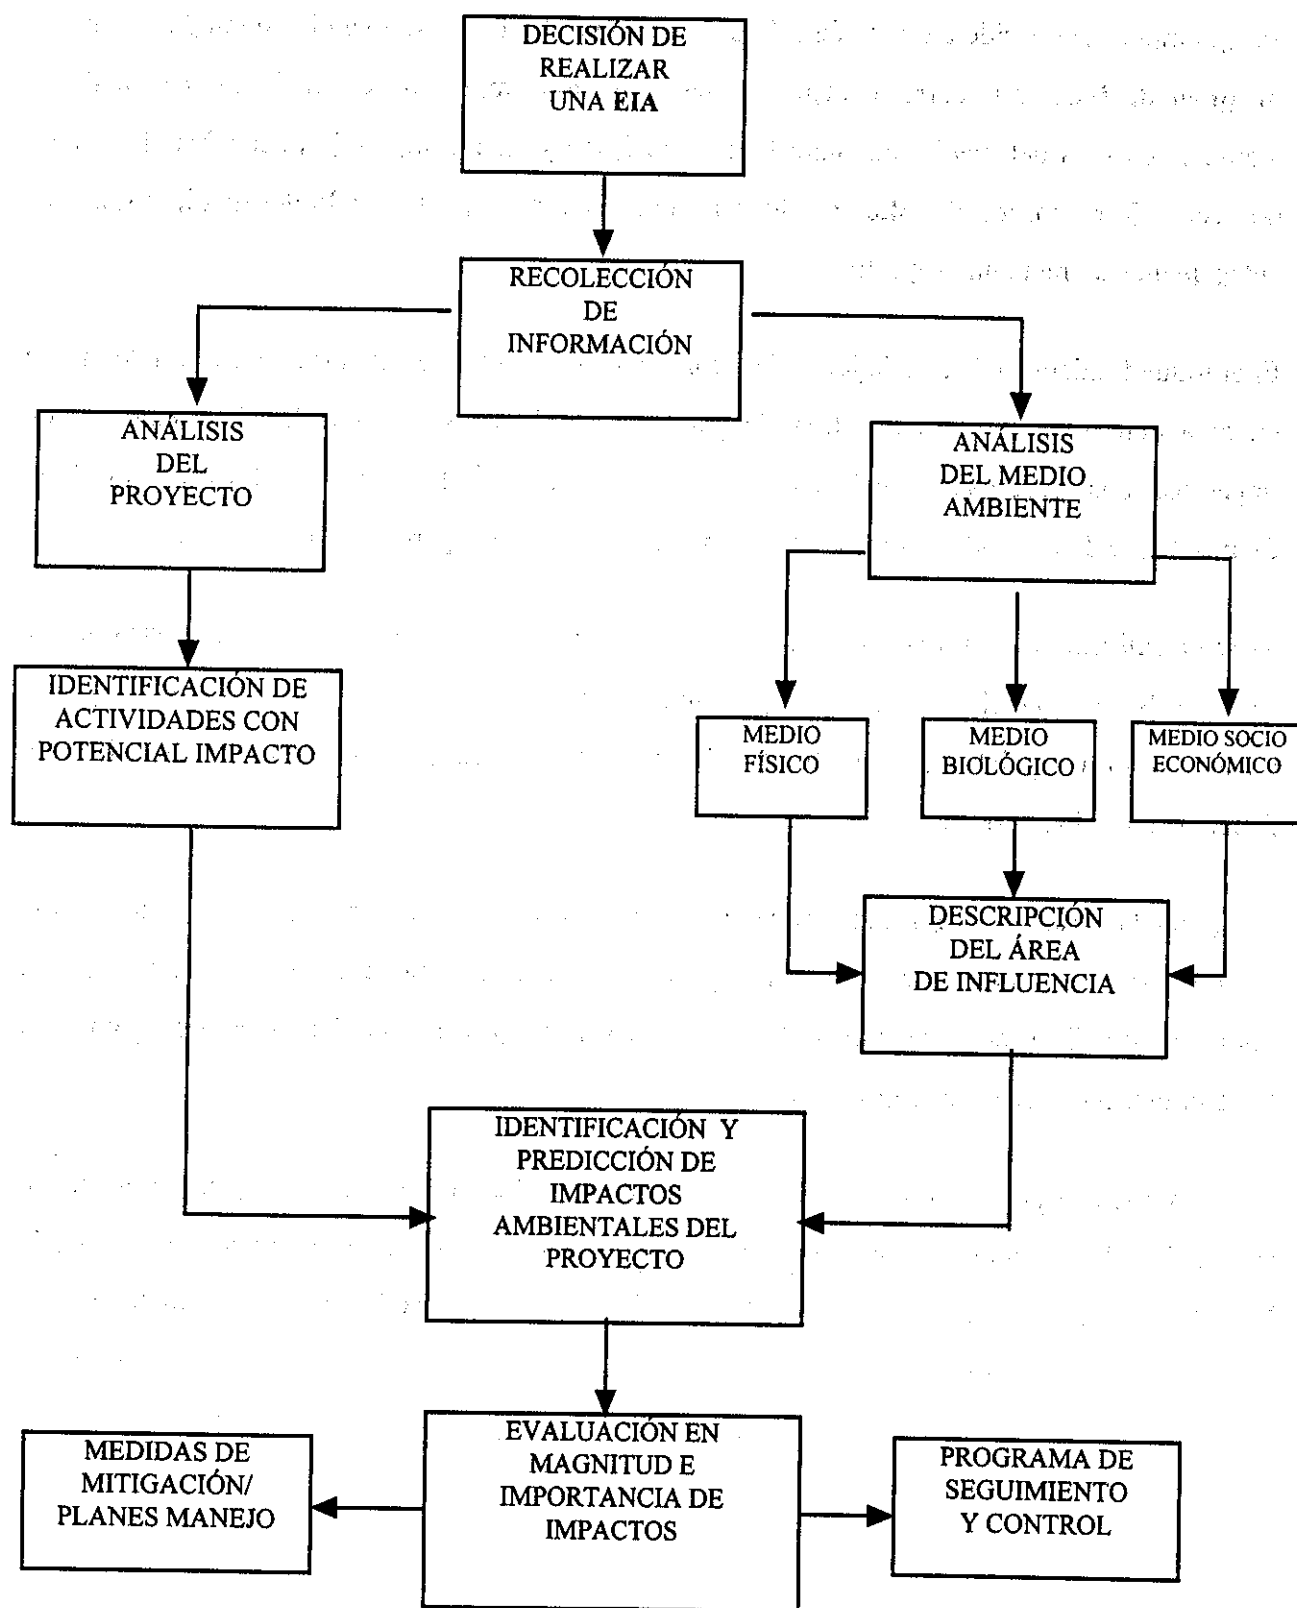 DECISIÓN DE
REALIZAR
UNA EIA
RECOLECCIÓN
DE
INFORMACIÓN
ANÁLISIS
DEL
PROYECTO
ANÁLISIS
DEL MEDIO
AMBIENTE
IDENTIFICACIÓN DE
ACTIVIDADES CON
POTENCIAL IMPACTO
MEDIO
FÍSICO
MEDIO
BIOLÓGICO
MEDIO SOCIO
ECONÓMICO
DESCRIPCIÓN
DEL ÁREA
DE INFLUENCIA
IDENTIFICACIÓN Y
PREDICCIÓN DE
IMPACTOS
AMBIENTALES DEL
PROYECTO
EVALUACIÓN EN
MAGNITUD E
IMPORTANCIA DE
IMPACTOS
MEDIDAS DE
MITIGACIÓN/
PLANES MANEJO
PROGRAMA DE
SEGUIMIENTO
Y CONTROL